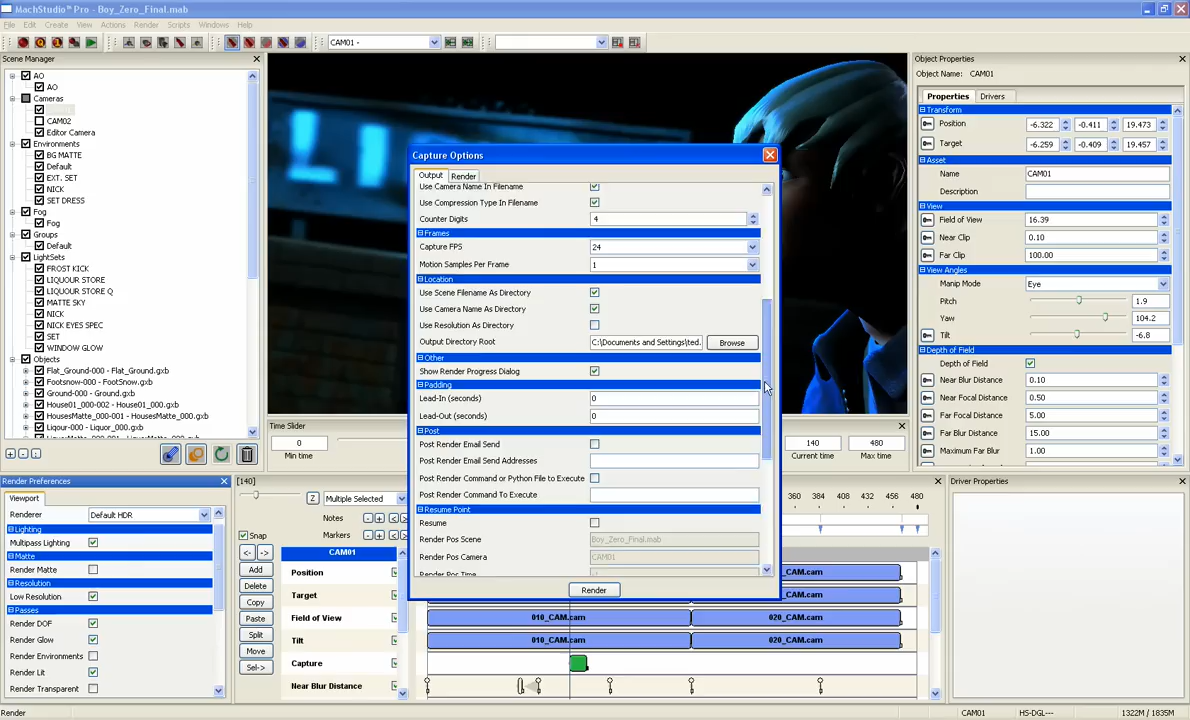 MachStudio™ Pro - Boy_Zero_Final.mab
File Edit Create View Actions Render Scripts Windows Help
CAM01 -
Scene Manager
AO
AO
Cameras
CAM02
Editor Camera
Environments
BG MATTE
Default
EXT. SET
NICK
SET DRESS
Fog
Fog
Groups
Default
LightSets
FROST KICK
LIQUOUR STORE
LIQUOUR STORE Q
MATTE SKY
NICK
NICK EYES SPEC
SET
WINDOW GLOW
Objects
Flat_Ground-000 - Flat_Ground.gxb
Footsnow-000 - FootSnow.gxb
Ground-000 - Ground.gxb
House01_000-002 - House01_000.gxb
HousesMatte_000-001 - HousesMatte_000.gxb
Liqour-000 - Liquor_000.gxb
LI
Capture Options
Output Render
Use Camera Name In Filename
Use Compression Type In Filename
Counter Digits 4
Frames
Capture FPS 24
Motion Samples Per Frame 1
Location
Use Scene Filename As Directory
Use Camera Name As Directory
Use Resolution As Directory
Output Directory Root C:\Documents and Settings\ted. Browse
Other
Show Render Progress Dialog
Padding
Lead-In (seconds) 0
Lead-Out (seconds) 0
Post
Post Render Email Send
Post Render Email Send Addresses
Post Render Command or Python File to Execute
Post Render Command To Execute
Resume Point
Resume
Render Pos Scene Boy_Zero_Final.mab
Render Pos Camera CAM01
Render Pos Time
Render
Object Properties
Object Name: CAM01
Properties Drivers
Transform
Position -6.322 -0.411 19.473
Target -6.259 -0.409 19.457
Asset
Name CAM01
Description
View
Field of View 16.39
Near Clip 0.10
Far Clip 100.00
View Angles
Manip Mode Eye
Pitch 1.9
Yaw 104.2
Tilt -6.8
Depth of Field
Depth of Field
Near Blur Distance 0.10
Near Focal Distance 0.50
Far Focal Distance 5.00
Far Blur Distance 15.00
Maximum Far Blur 1.00
Time Slider
0 140 480
Min time Current time Max time
Render Preferences
Viewport
Renderer Default HDR
Lighting
Multipass Lighting
Matte
Render Matte
Resolution
Low Resolution
Passes
Render DOF
Render Glow
Render Environments
Render Lit
Render Transparent
[140]
Z Multiple Selected
360 384 408 432 456 480
Notes - + < >
Snap Markers - + < >
<- -> CAM01
Add Position _CAM.cam
Delete
Copy Target _CAM.cam
Paste Field of View 010_CAM.cam 020_CAM.cam
Split Tilt 010_CAM.cam 020_CAM.cam
Move
Sel-> Capture
Near Blur Distance
Driver Properties
Render CAM01 HS-DGL--- 1322M / 1835M